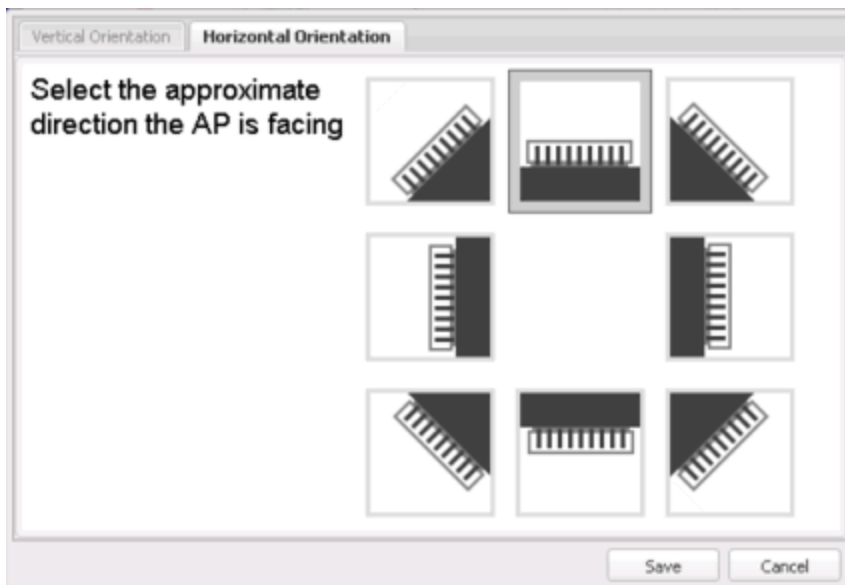 Vertical Orientation
Horizontal Orientation
Select the approximate
direction the AP is facing
Save
Cancel